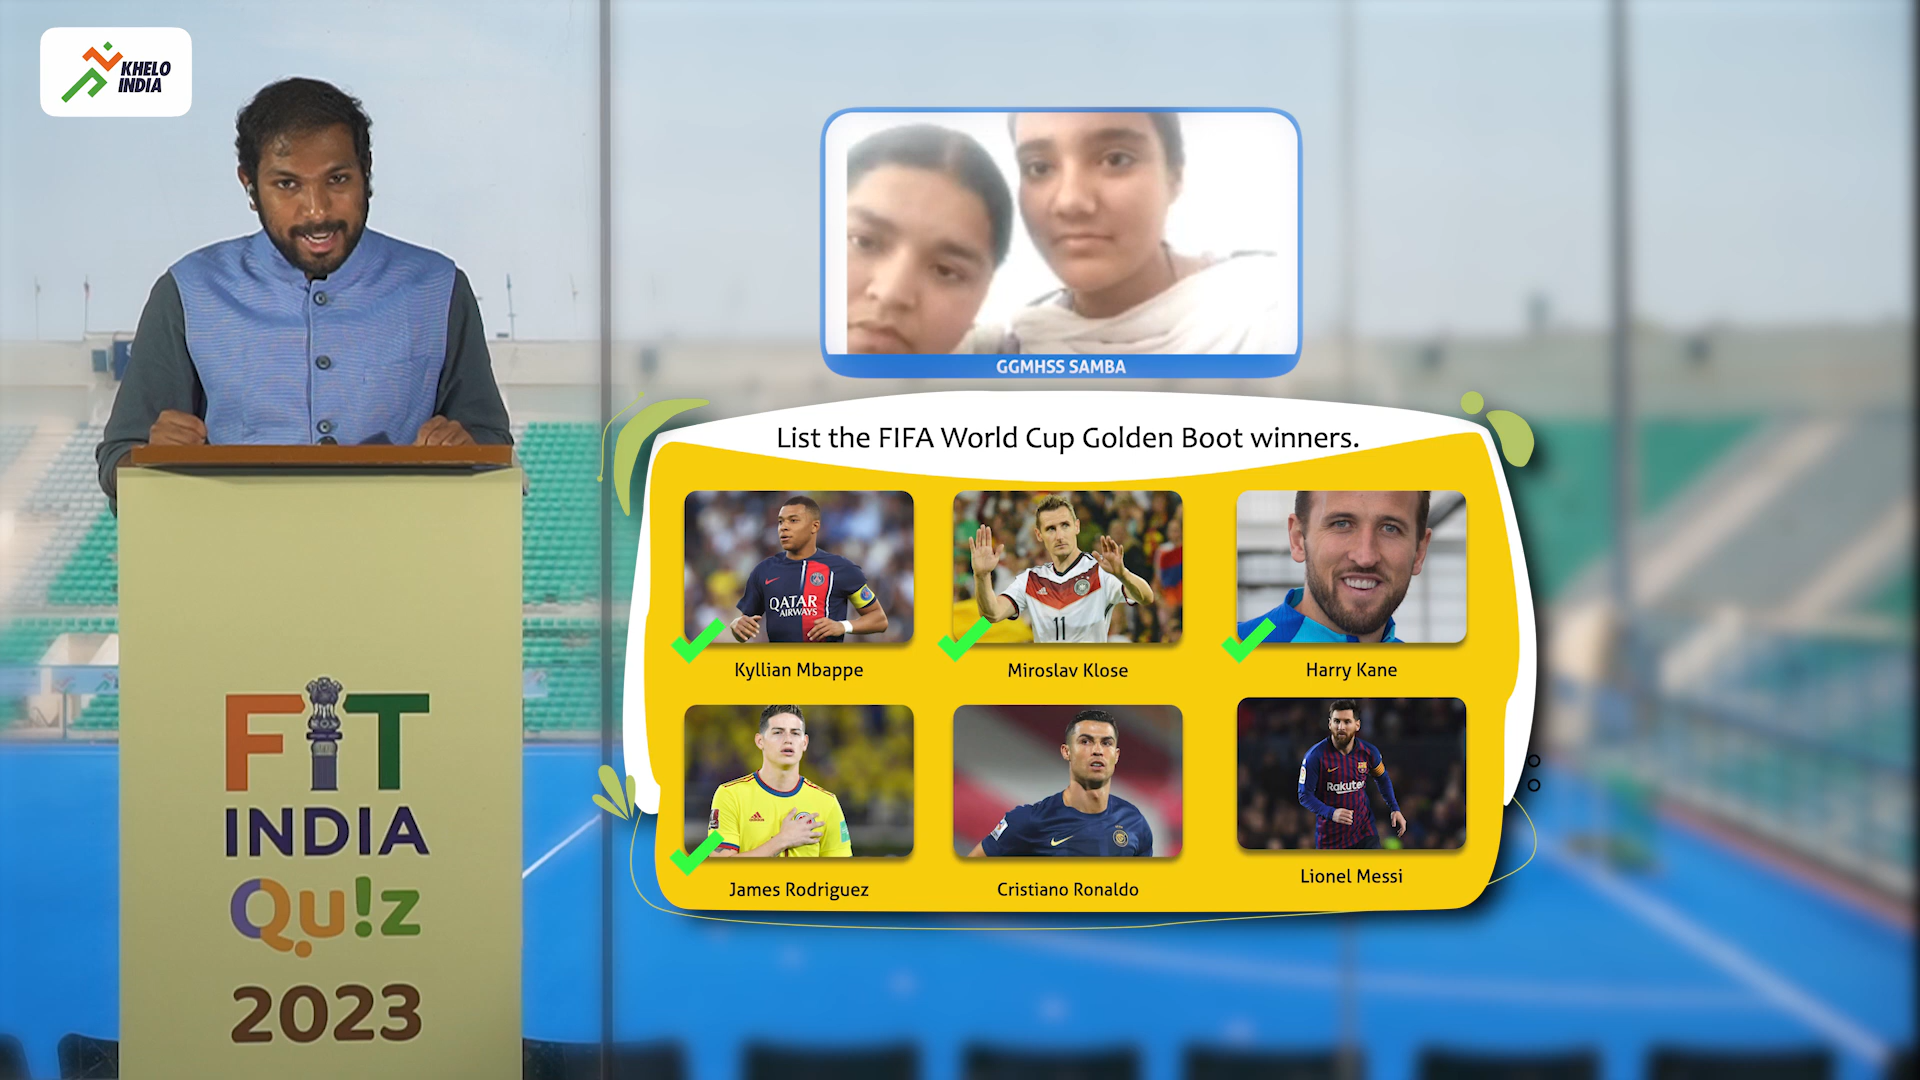 KHELO
INDIA
GGMHSS SAMBA
List the FIFA World Cup Golden Boot winners.
QATAR
AIRWAYS
11
Kyllian Mbappe
Miroslav Klose
Harry Kane
Rakuten
James Rodriguez
Cristiano Ronaldo
Lionel Messi
FIT
INDIA
Qu!z
2023